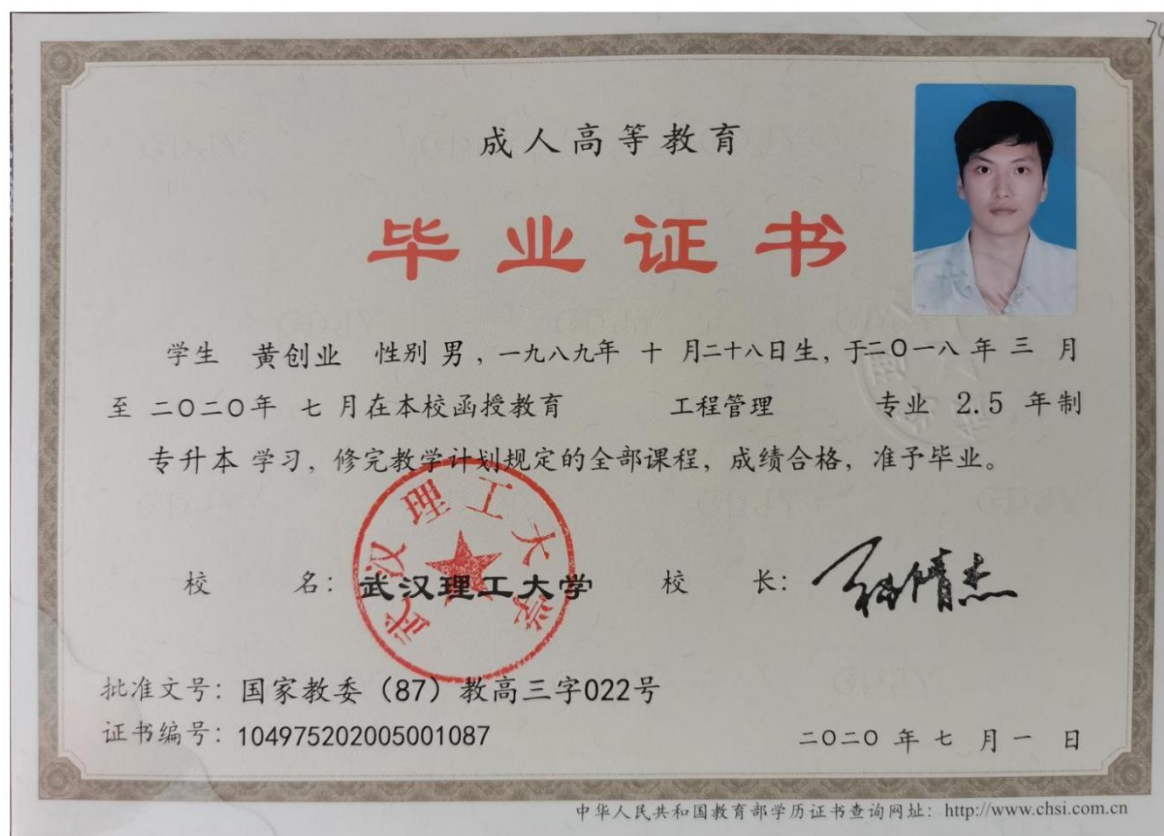 成人高等教育
毕业证书
学生 黄创业 性别 男，一九八九年 十 月二十八日生，于二〇一八 年 三 月
至 二〇二〇年 七 月在本校函授教育 工程管理 专业 2.5 年制
专升本 学习，修完教学计划规定的全部课程，成绩合格，准予毕业。
武汉理工大学
校 名：武汉理工大学 校 长：
批准文号：国家教委（87）教高三字022号
证书编号：104975202005001087 二〇二〇 年 七 月 一 日
中华人民共和国教育部学历证书查询网址：http://www.chsi.com.cn